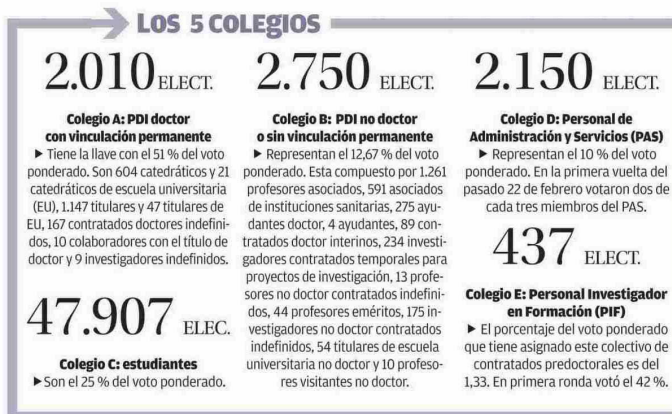 LOS 5 COLEGIOS
2.010 ELECT.
Colegio A: PDI doctor
con vinculación permanente
▶ Tiene la llave con el 51 % del voto
ponderado. Son 604 catedráticos y 21
catedráticos de escuela universitaria
(EU), 1.147 titulares y 47 titulares de
EU, 167 contratados doctores indefini-
dos, 10 colaboradores con el título de
doctor y 9 investigadores indefinidos.
47.907 ELEC.
Colegio C: estudiantes
▶ Son el 25 % del voto ponderado.
2.750 ELECT.
Colegio B: PDI no doctor
o sin vinculación permanente
▶ Representan el 12,67 % del voto
ponderado. Esta compuesto por 1.261
profesores asociados, 591 asociados
de instituciones sanitarias, 275 ayu-
dantes doctor, 4 ayudantes, 89 con-
tratados doctor interinos, 234 investi-
gadores contratados temporales para
proyectos de investigación, 13 profe-
sores no doctor contratados indefini-
dos, 44 profesores eméritos, 175 in-
vestigadores no doctor contratados
indefinidos, 54 titulares de escuela
universitaria no doctor y 10 profeso-
res visitantes no doctor.
2.150 ELECT.
Colegio D: Personal de
Administración y Servicios (PAS)
▶ Representan el 10 % del voto
ponderado. En la primera vuelta del
pasado 22 de febrero votaron dos de
cada tres miembros del PAS.
437 ELECT.
Colegio E: Personal Investigador
en Formación (PIF)
▶ El porcentaje del voto ponderado
que tiene asignado este colectivo de
contratados predoctorales es del
1,33. En primera ronda votó el 42 %.